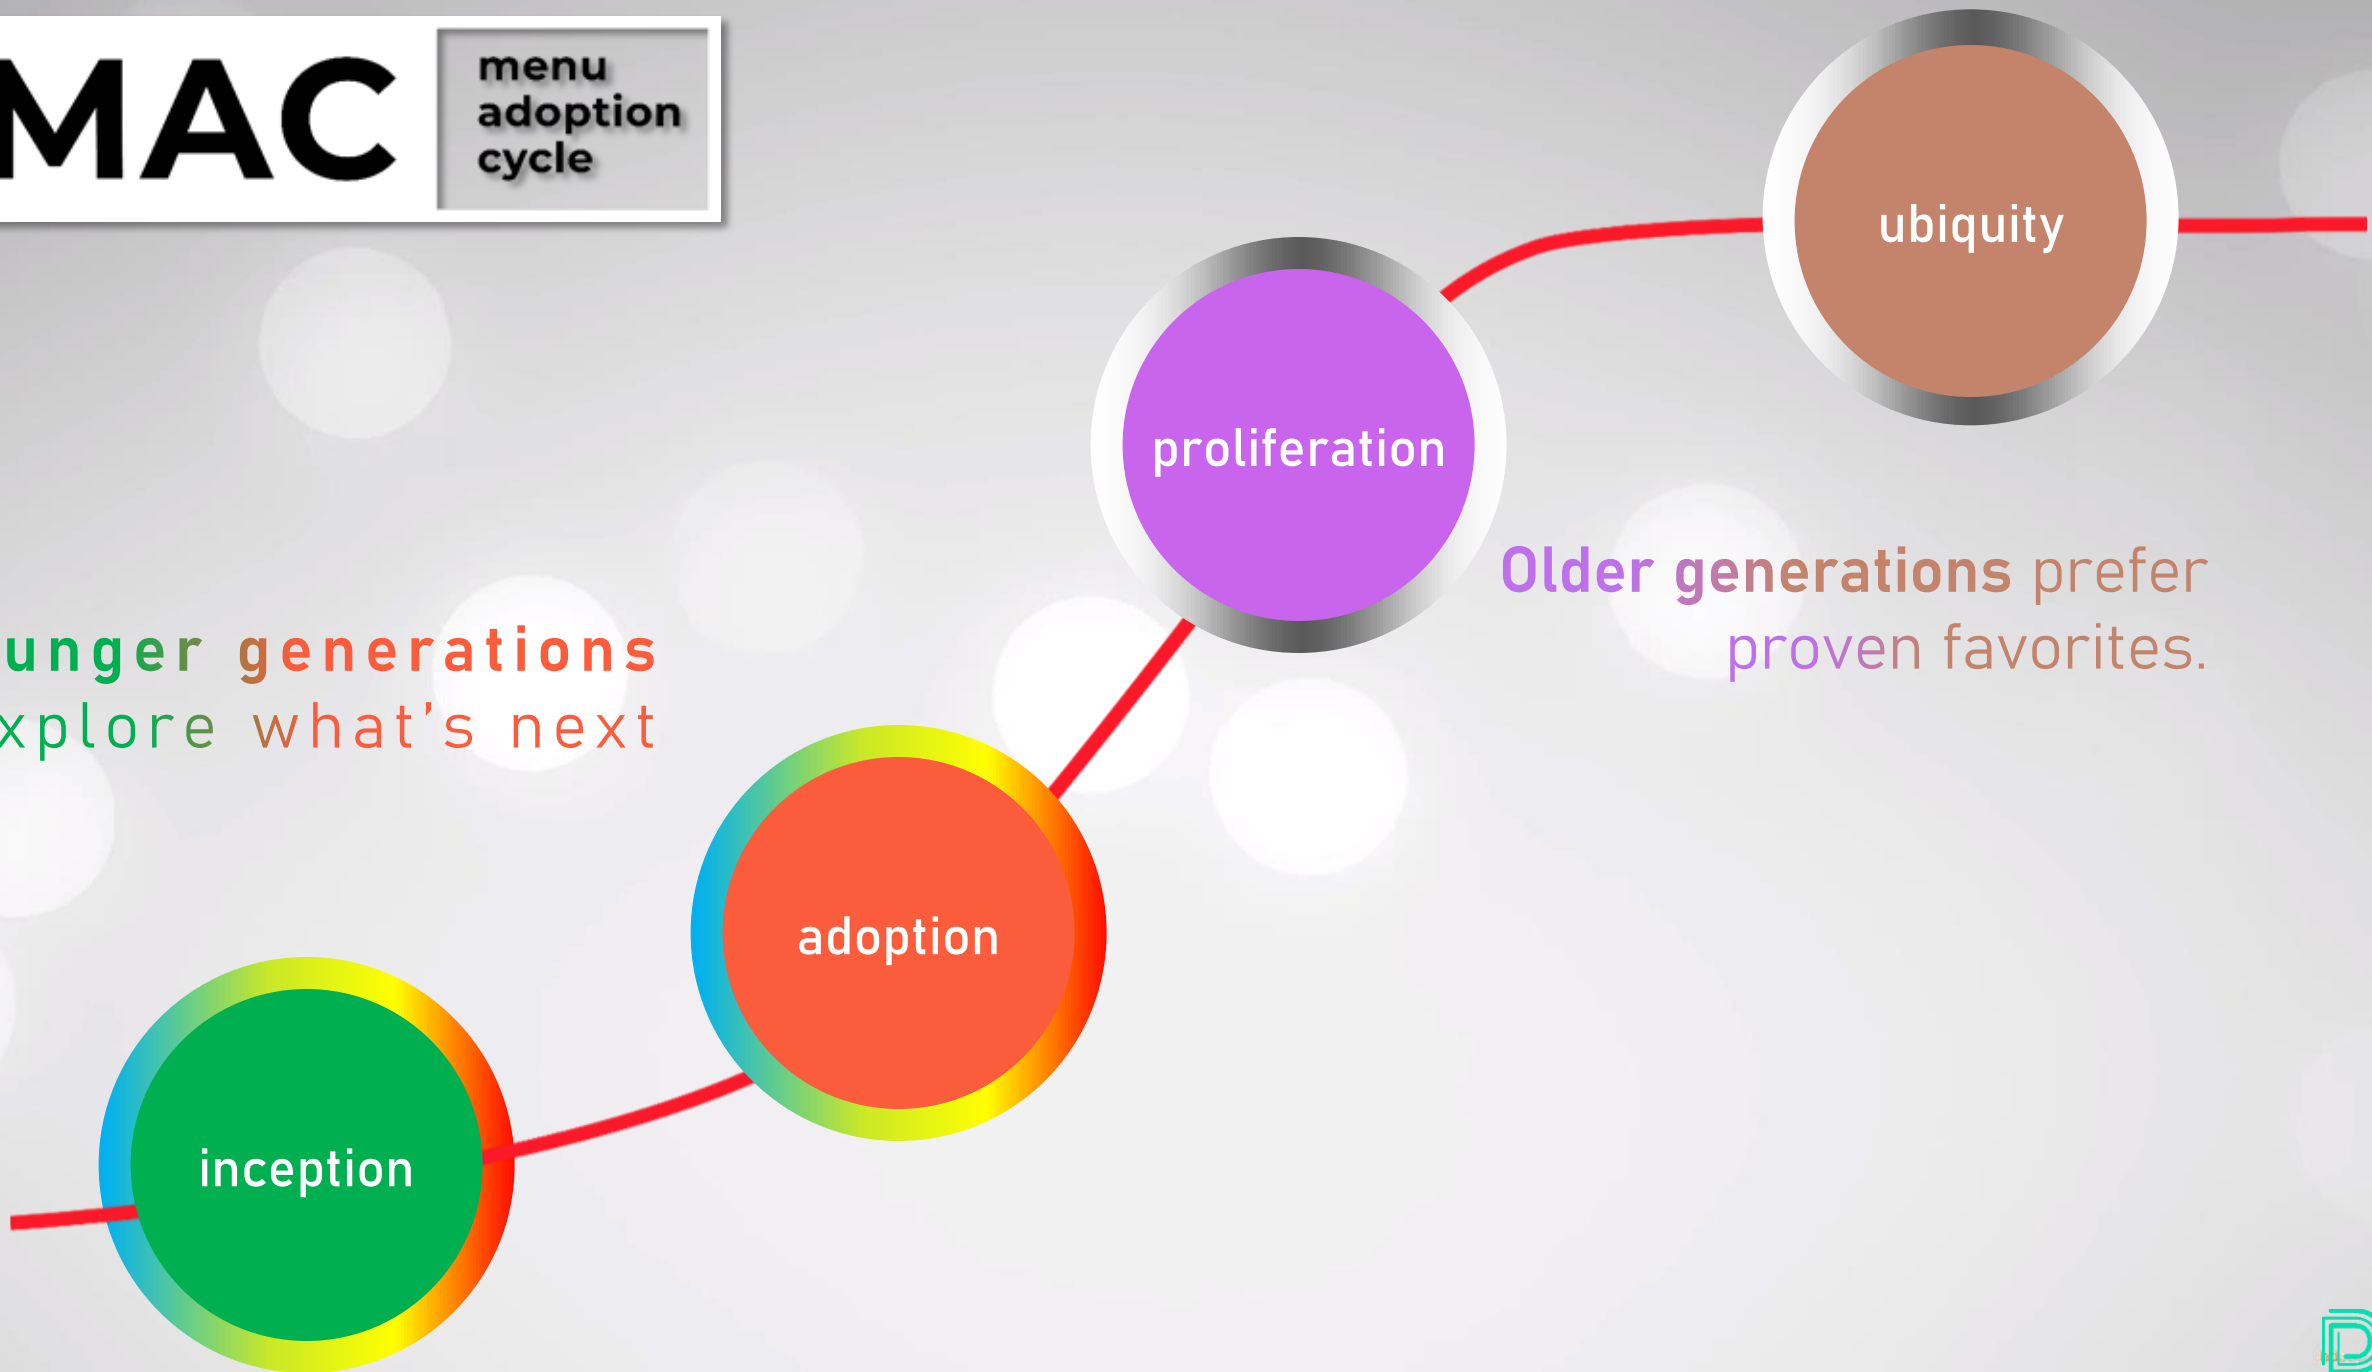 MAC
menu
adoption
cycle
ubiquity
proliferation
Older generations prefer
proven favorites.
unger generations
xplore what’s next
adoption
inception